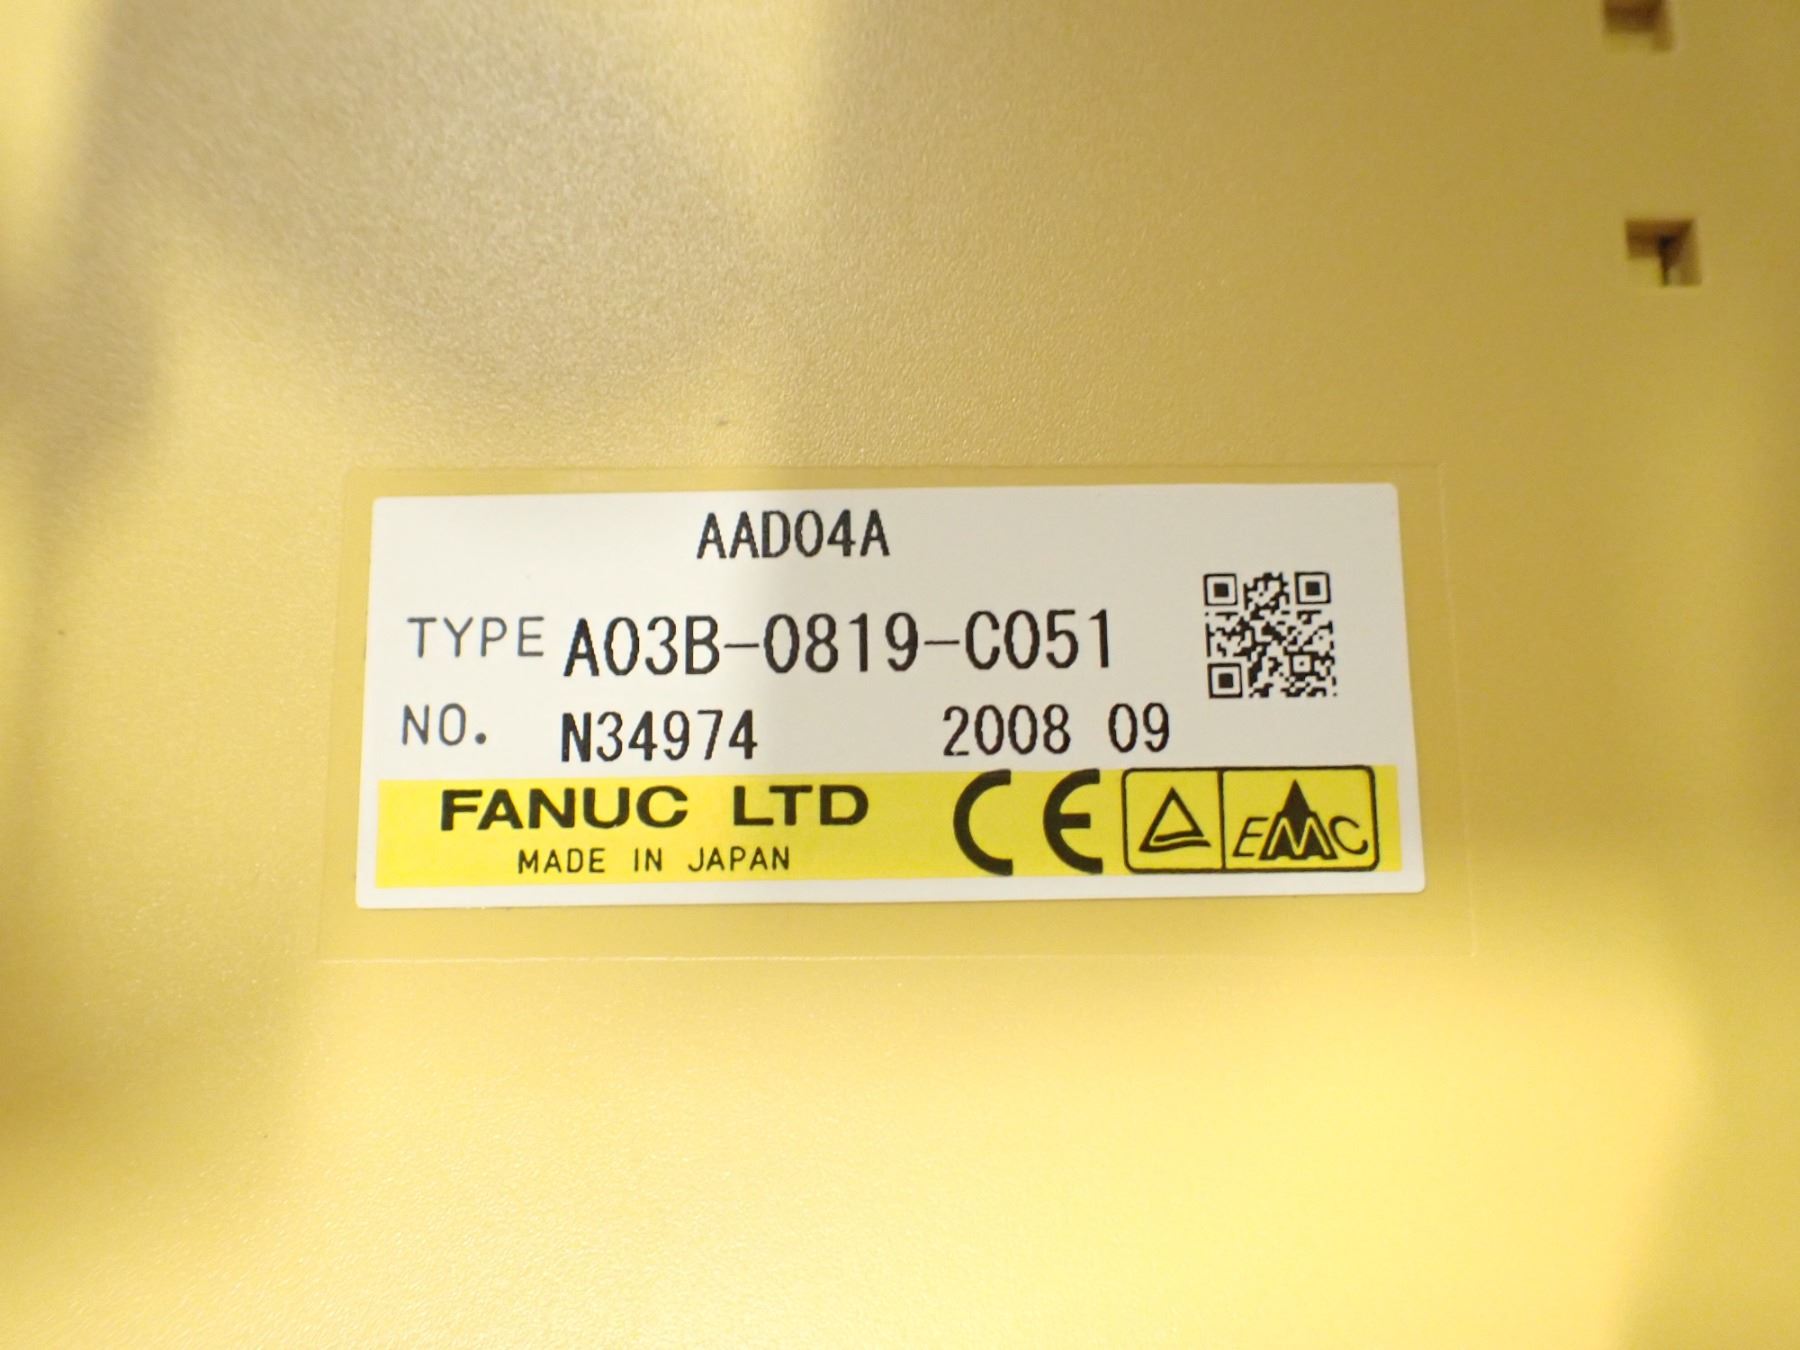 AAD04A
TYPE A03B-0819-C051
NO. N34974 2008 09
FANUC LTD CE EMC
MADE IN JAPAN